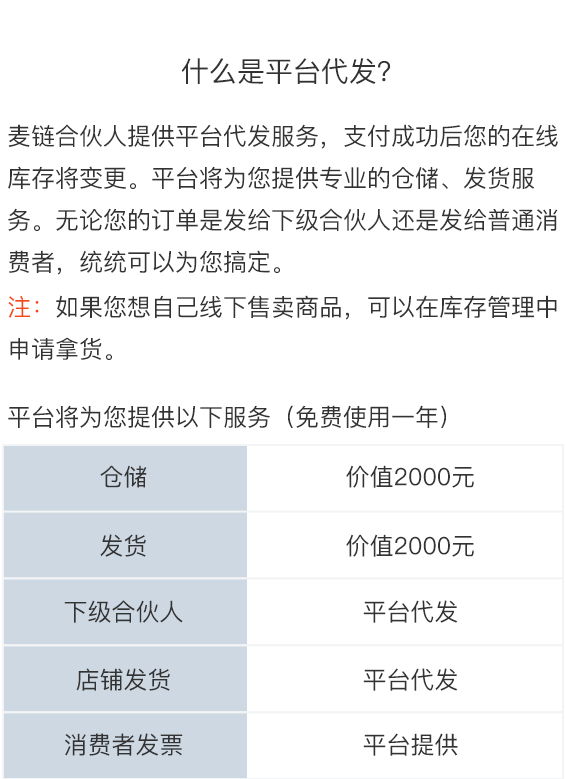 什么是平台代发？
麦链合伙人提供平台代发服务，支付成功后您的在线
库存将变更。平台将为您提供专业的仓储、发货服
务。无论您的订单是发给下级合伙人还是发给普通消
费者，统统可以为您搞定。
注：如果您想自己线下售卖商品，可以在库存管理中
申请拿货。
平台将为您提供以下服务（免费使用一年）
仓储 价值2000元
发货 价值2000元
下级合伙人 平台代发
店铺发货 平台代发
消费者发票 平台提供